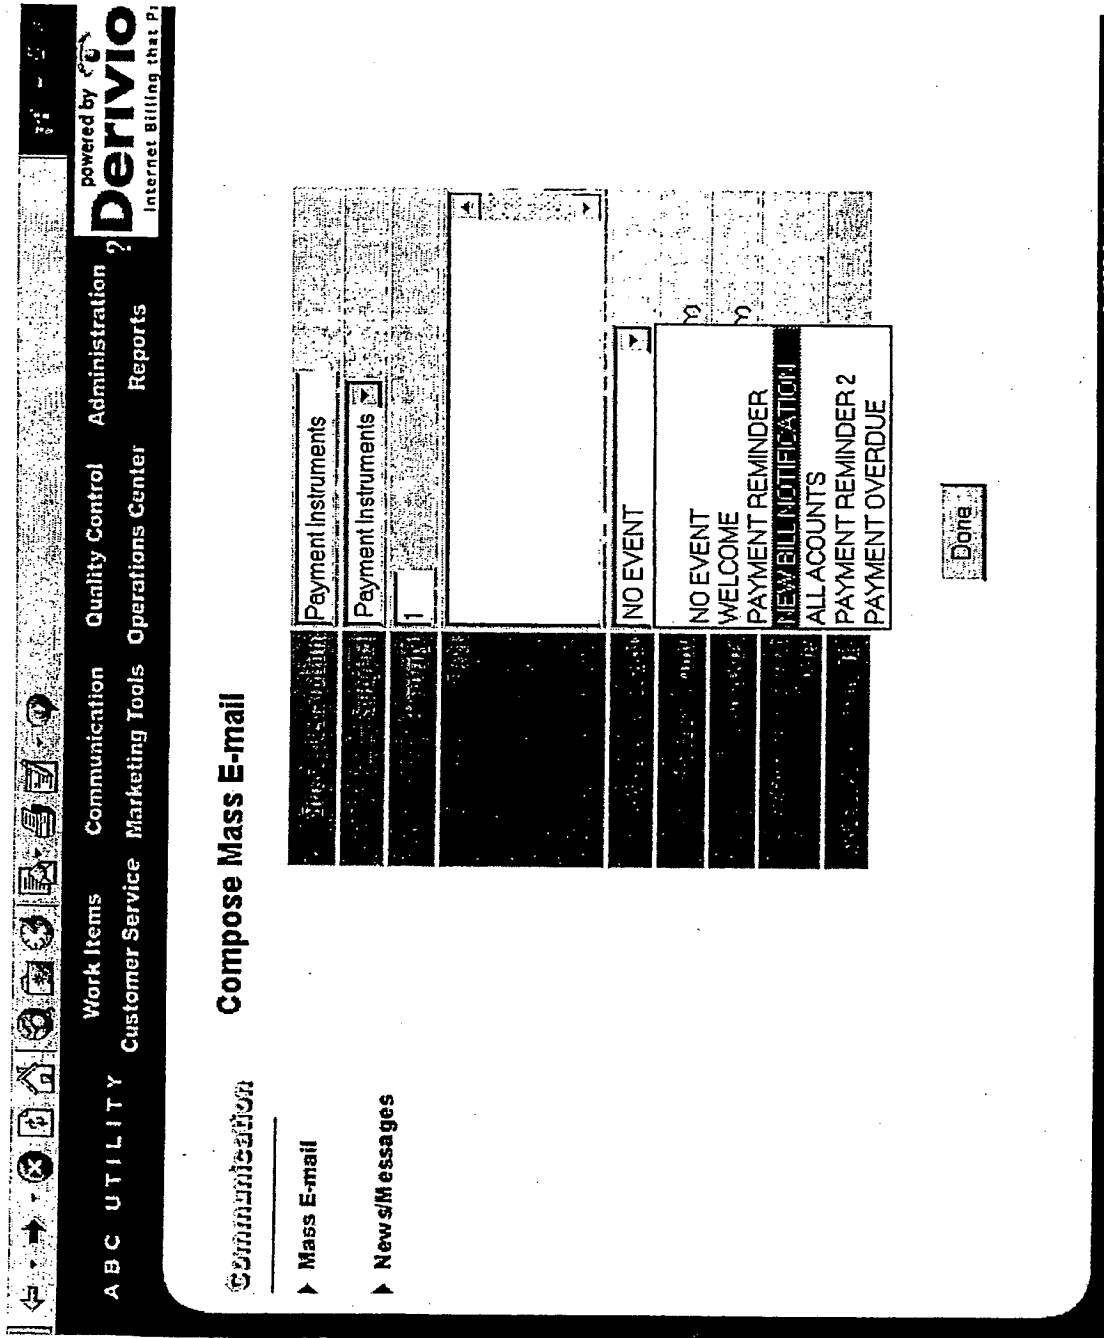 powered by
Derivio
Internet Billing that
ABC UTILITY
Work Items Communication Quality Control Administration
Customer Service Marketing Tools Operations Center Reports ?
Communication
Mass E-mail
News/Messages
Compose Mass E-mail
Payment Instruments
Payment Instruments
1
NO EVENT
NO EVENT
WELCOME
PAYMENT REMINDER
NEW BILL NOTIFICATION
ALL ACOUNTS
PAYMENT REMINDER 2
PAYMENT OVERDUE
Done